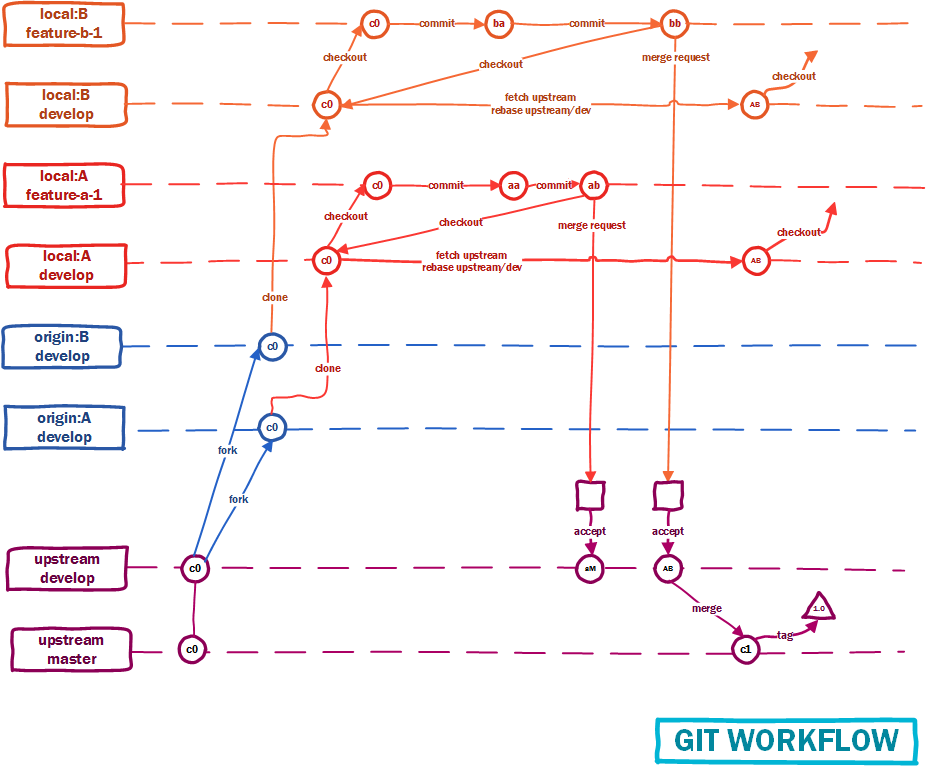 local:B
feature-b-1
c0
commit
ba
commit
bb
checkout
checkout
merge request
local:B
develop
c0
fetch upstream
rebase upstream/dev
AB
checkout
local:A
feature-a-1
c0
commit
aa
commit
ab
checkout
checkout
merge request
local:A
develop
c0
fetch upstream
rebase upstream/dev
AB
checkout
clone
origin:B
develop
c0
clone
origin:A
develop
c0
fork
fork
accept
accept
upstream
develop
c0
aM
AB
merge
1.0
tag
upstream
master
c0
c1
GIT WORKFLOW